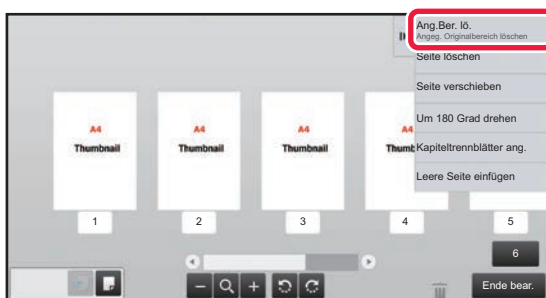 Ang.Ber. lö.
Angeg. Originalbereich löschen
Seite löschen
Seite verschieben
Um 180 Grad drehen
Kapiteltrennblätter ang.
Leere Seite einfügen
A4
Thumbnail
A4
Thumbnail
A4
Thumbnail
A4
Thumb
1
2
3
4
5
6
Ende bear.